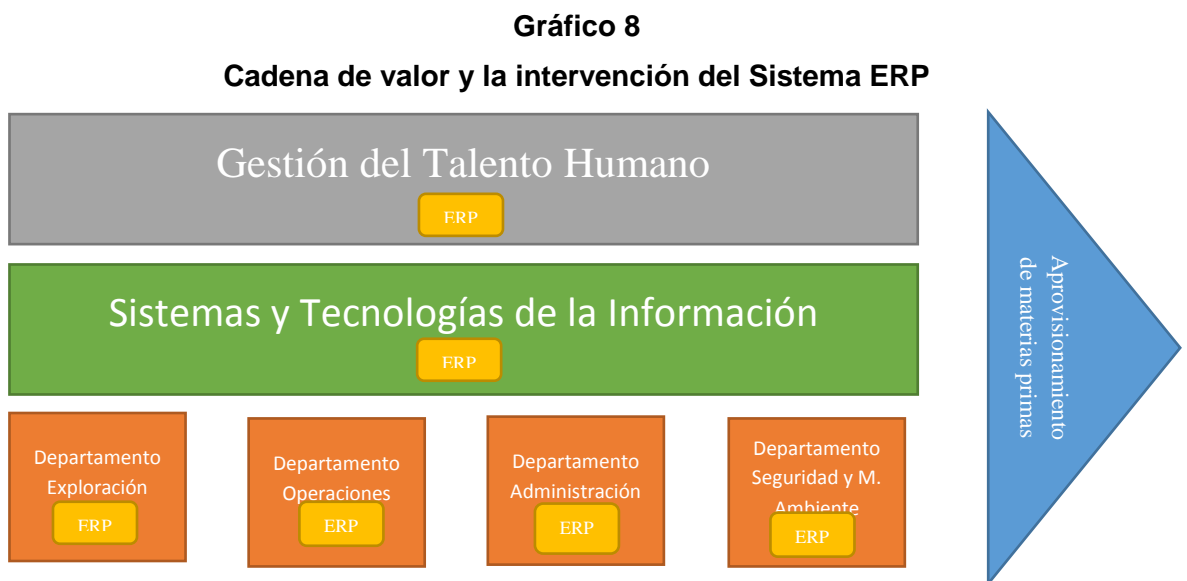 Gráfico 8
Cadena de valor y la intervención del Sistema ERP
Gestión del Talento Humano
ERP
Sistemas y Tecnologías de la Información
ERP
Departamento
Exploración
ERP
Departamento
Operaciones
ERP
Departamento
Administración
ERP
Departamento
Seguridad y M.
Ambiente
ERP
Aprovisionamiento
de materias primas